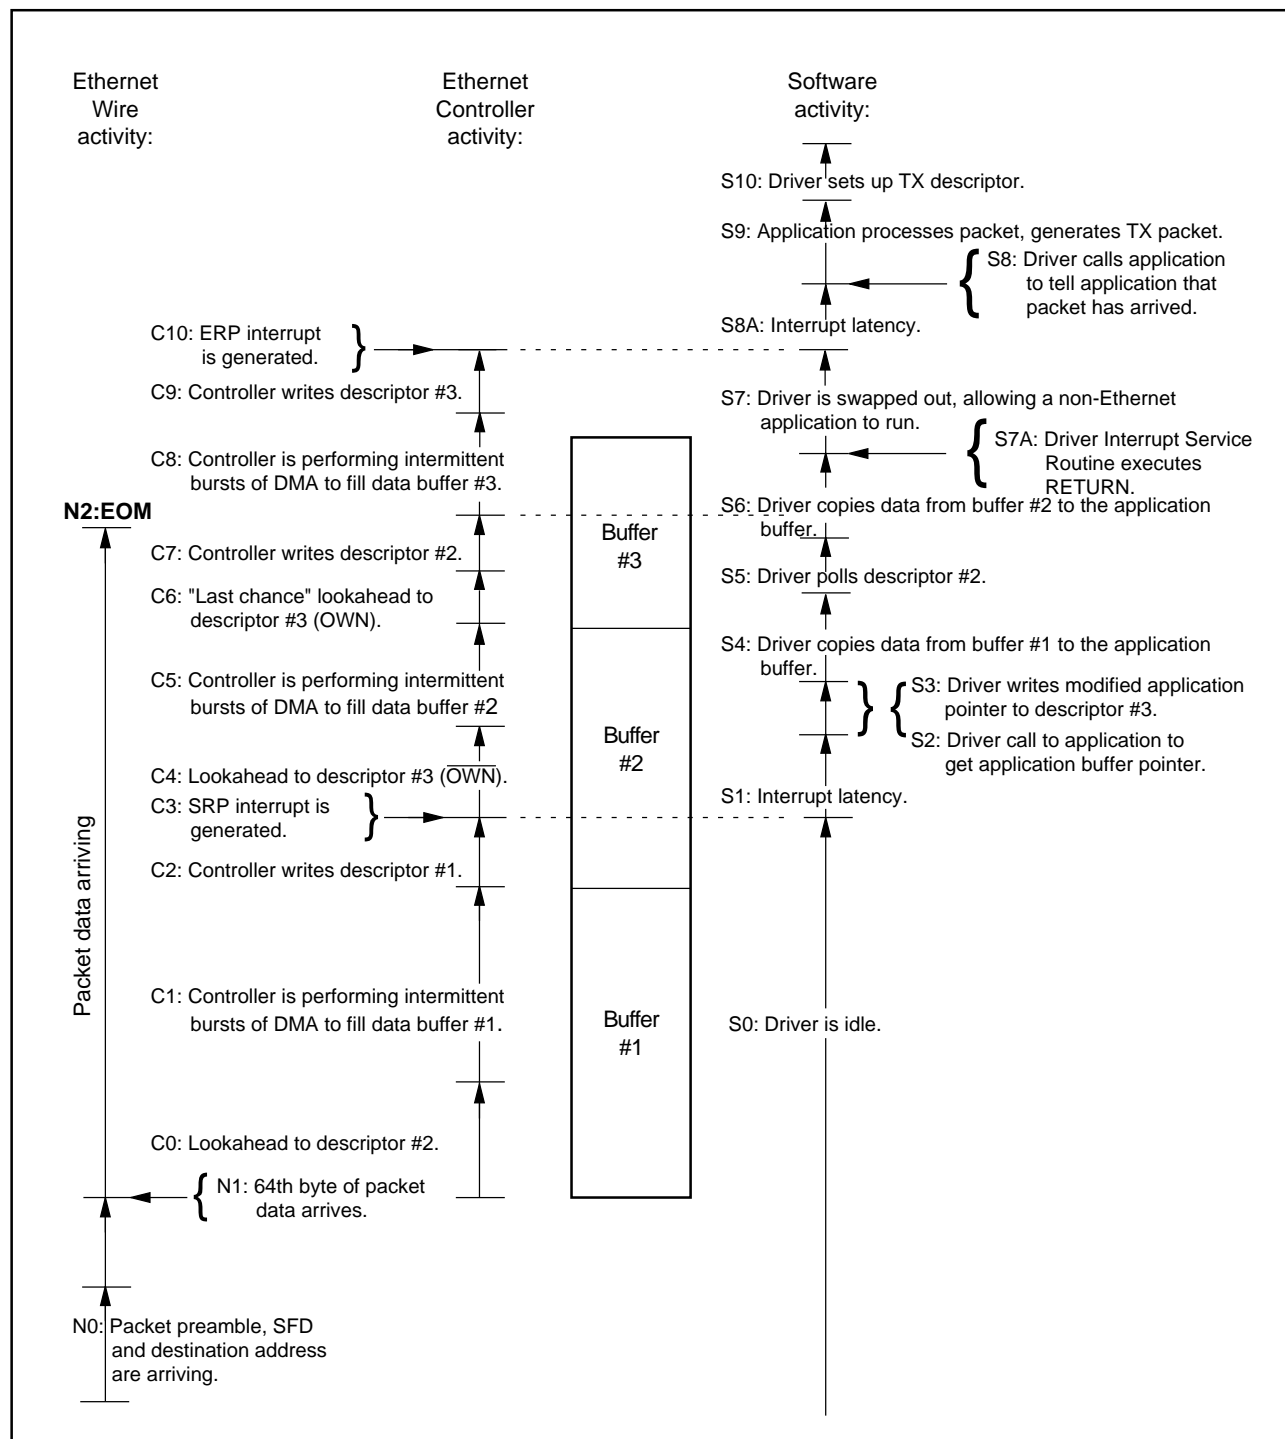 Ethernet
Wire
activity:
Ethernet
Controller
activity:
Software
activity:
S10: Driver sets up TX descriptor.
S9: Application processes packet, generates TX packet.
S8: Driver calls application
to tell application that
packet has arrived.
S8A: Interrupt latency.
C10: ERP interrupt
is generated.
C9: Controller writes descriptor #3.
S7: Driver is swapped out, allowing a non-Ethernet
application to run.
S7A: Driver Interrupt Service
Routine executes
RETURN.
C8: Controller is performing intermittent
bursts of DMA to fill data buffer #3.
N2:EOM
S6: Driver copies data from buffer #2 to the application
buffer.
Buffer
#3
C7: Controller writes descriptor #2.
S5: Driver polls descriptor #2.
C6: "Last chance" lookahead to
descriptor #3 (OWN).
S4: Driver copies data from buffer #1 to the application
buffer.
C5: Controller is performing intermittent
bursts of DMA to fill data buffer #2
S3: Driver writes modified application
pointer to descriptor #3.
Buffer
#2
S2: Driver call to application to
get application buffer pointer.
C4: Lookahead to descriptor #3 (O̅W̅N̅).
S1: Interrupt latency.
C3: SRP interrupt is
generated.
C2: Controller writes descriptor #1.
Packet data arriving
C1: Controller is performing intermittent
bursts of DMA to fill data buffer #1.
Buffer
#1
S0: Driver is idle.
C0: Lookahead to descriptor #2.
N1: 64th byte of packet
data arrives.
N0: Packet preamble, SFD
and destination address
are arriving.